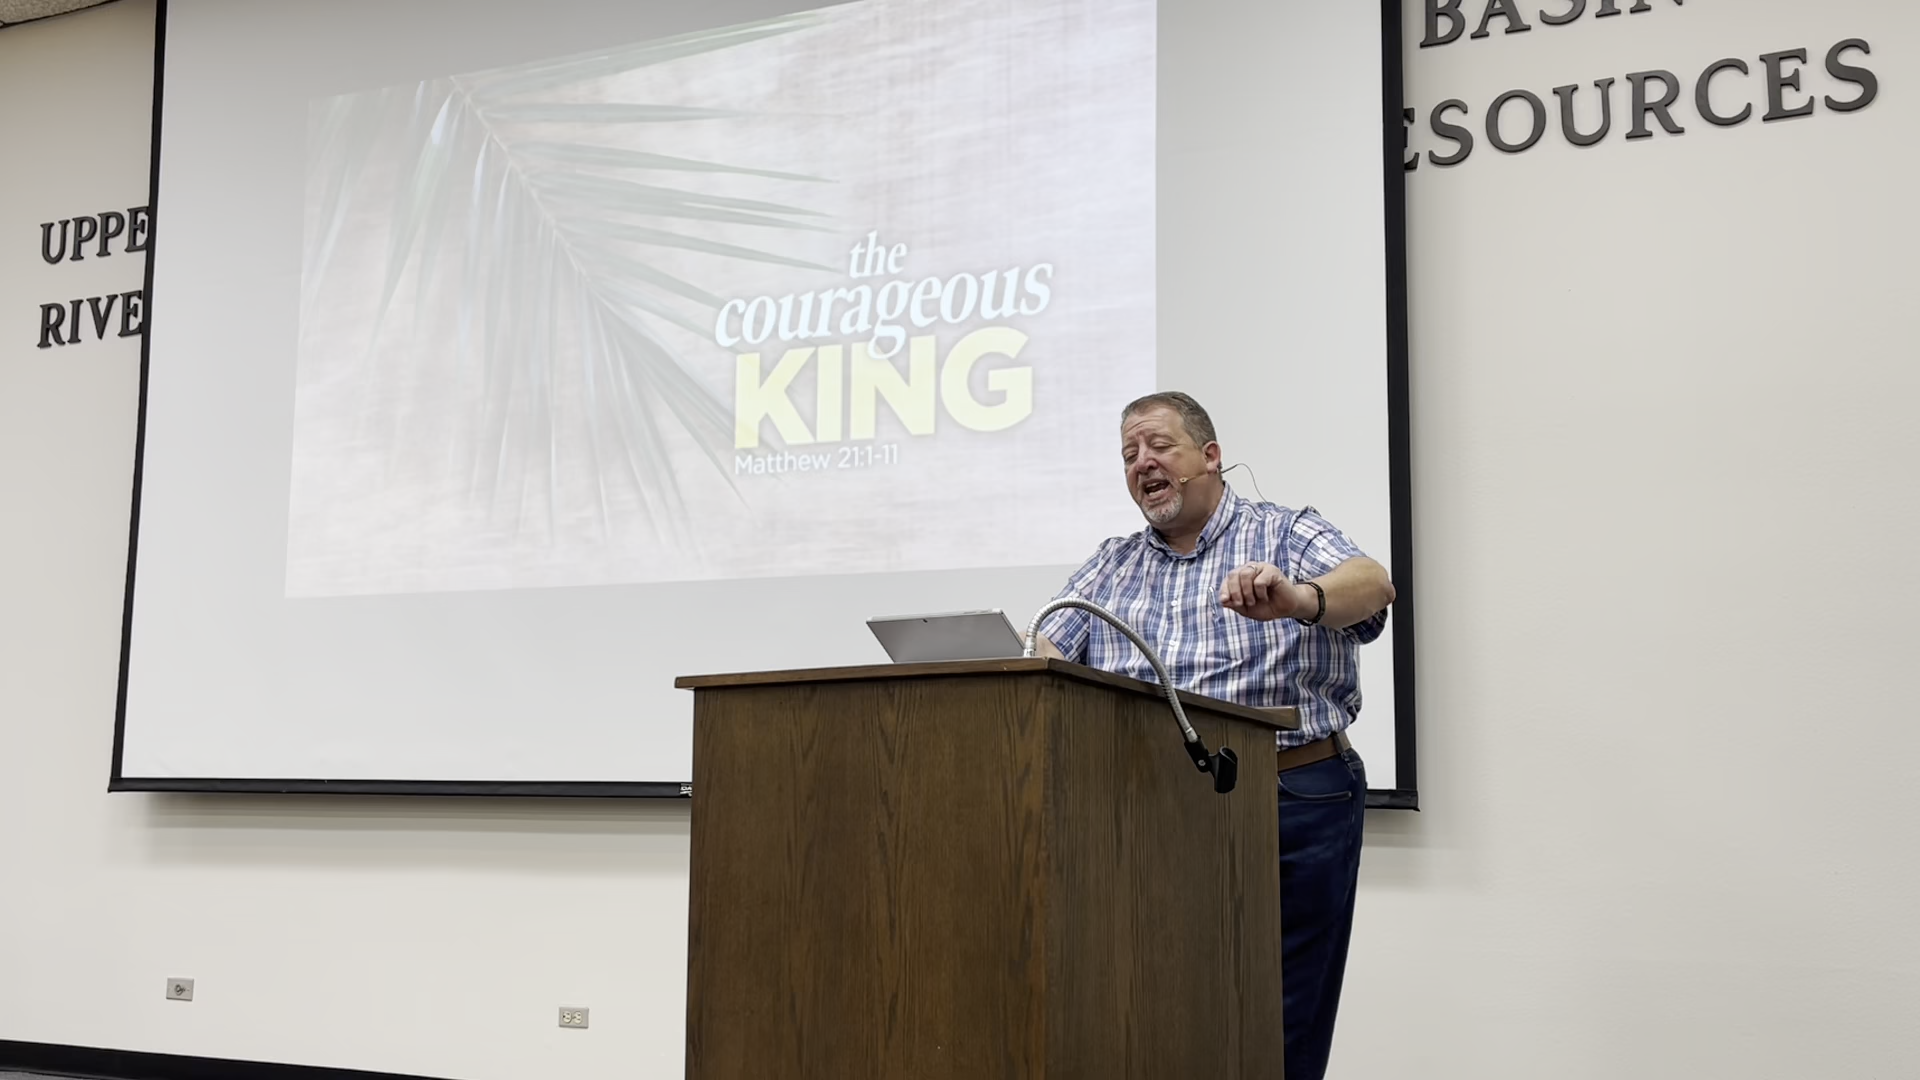 UPPE
RIVE
the
courageous
KING
Matthew 21:1-11
BASIN
ESOURCES